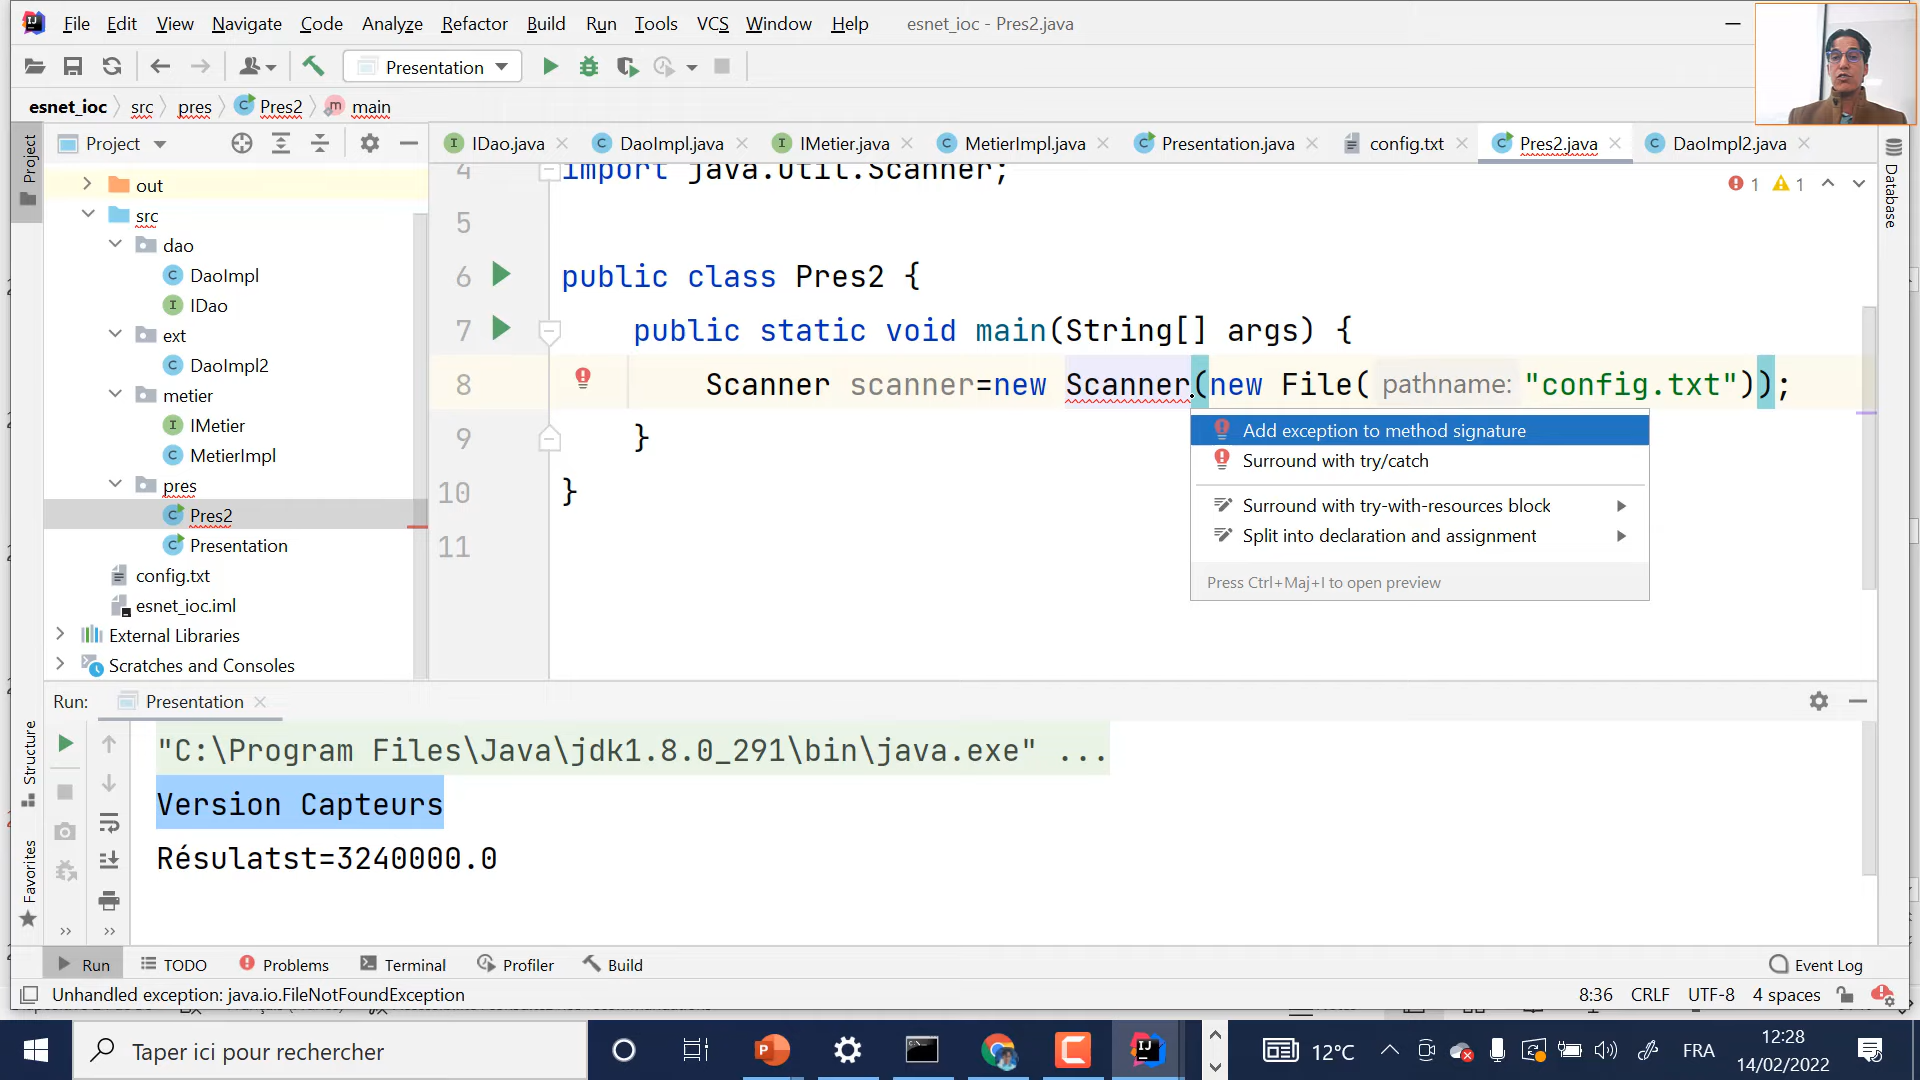 File Edit View Navigate Code Analyze Refactor Build Run Tools VCS Window Help esnet_ioc - Pres2.java
Presentation
esnet_ioc src pres Pres2 main
Project
IDao.java DaoImpl.java IMetier.java MetierImpl.java Presentation.java config.txt Pres2.java DaoImpl2.java
Project
out
src
dao
DaoImpl
IDao
ext
DaoImpl2
metier
IMetier
MetierImpl
pres
Pres2
Presentation
config.txt
esnet_ioc.iml
External Libraries
Scratches and Consoles
1 1
Database
4 import java.util.Scanner;
5
6 public class Pres2 {
7 public static void main(String[] args) {
8 Scanner scanner=new Scanner(new File( pathname: "config.txt"));
9 }
10 }
11
Add exception to method signature
Surround with try/catch
Surround with try-with-resources block
Split into declaration and assignment
Press Ctrl+Maj+I to open preview
Run: Presentation
Structure
Favorites
"C:\Program Files\Java\jdk1.8.0_291\bin\java.exe" ...
Version Capteurs
Résulatst=3240000.0
Run TODO Problems Terminal Profiler Build Event Log
Unhandled exception: java.io.FileNotFoundException 8:36 CRLF UTF-8 4 spaces
Taper ici pour rechercher
12°C
FRA
12:28
14/02/2022